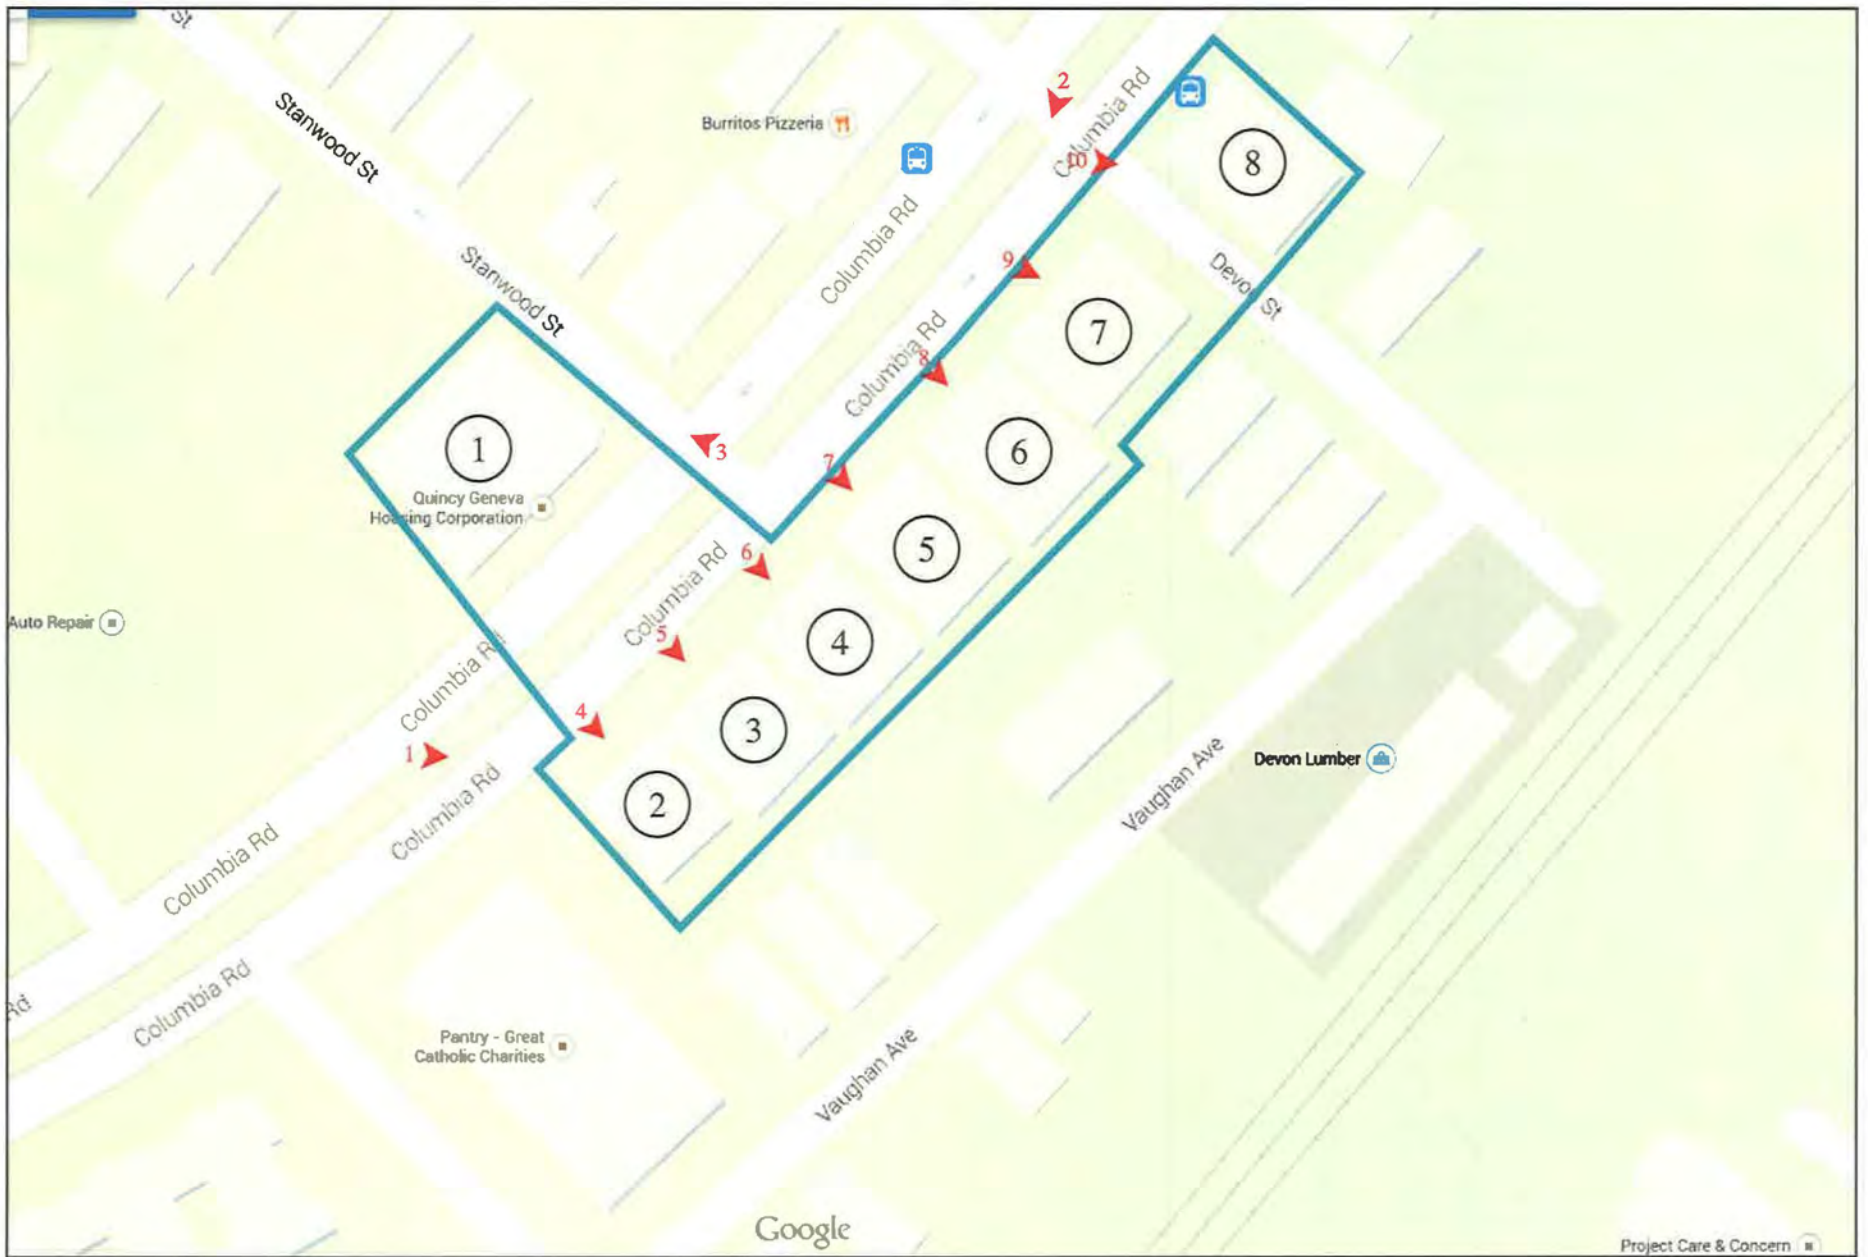 St
Stanwood St
Burritos Pizzeria
2
Columbia Rd
10
8
Stanwood St
Columbia Rd
9
Devon St
7
Columbia Rd
8
1
3
7
6
Quincy Geneva
Housing Corporation
5
6
Columbia Rd
Auto Repair
5
4
Columbia Rd
4
3
1
Columbia Rd
2
Devon Lumber
Vaughan Ave
Columbia Rd
Columbia Rd
Rd
Pantry - Great
Catholic Charities
Vaughan Ave
Google
Project Care & Concern